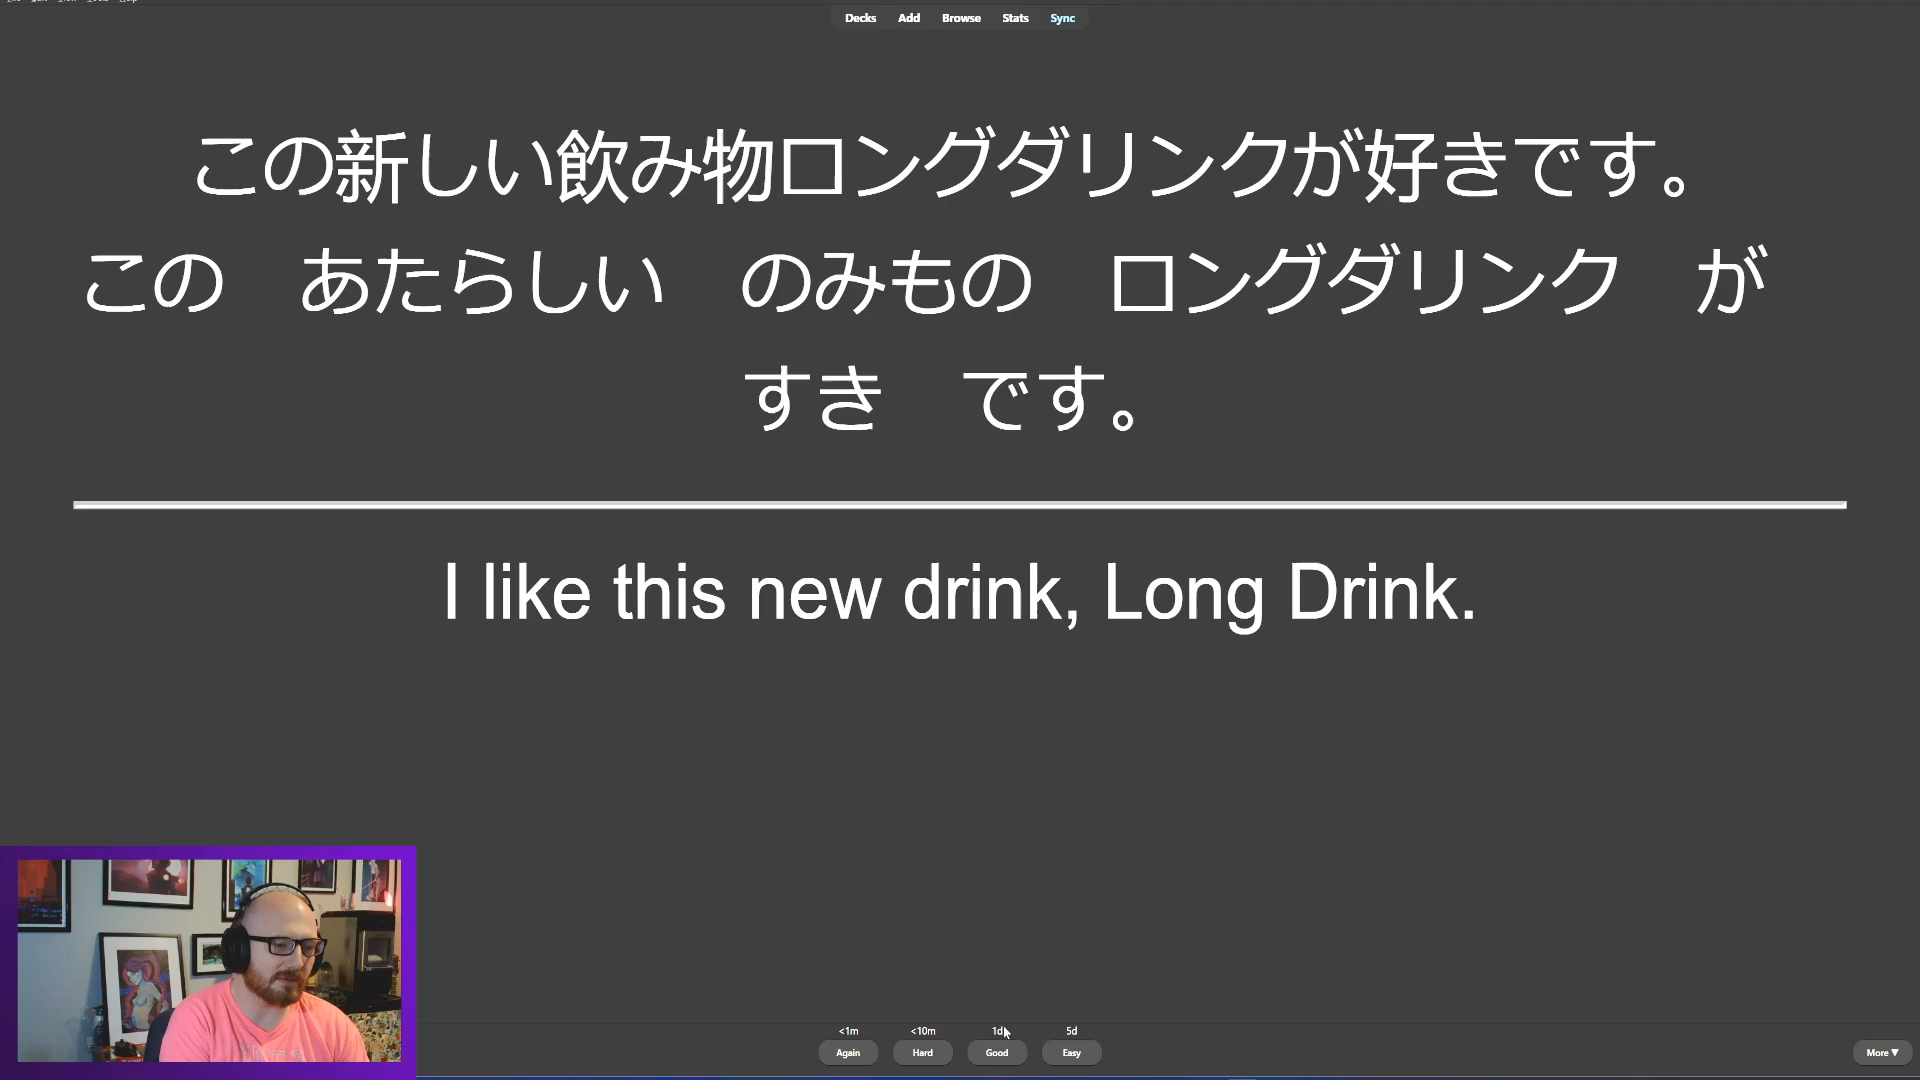 Decks Add Browse Stats Sync
この新しい飲み物ロングダリンクが好きです。
この　あたらしい　のみもの　ロングダリンク　が
すき　です。
I like this new drink, Long Drink.
<1m <10m 1d 5d
Again Hard Good Easy
More ▼